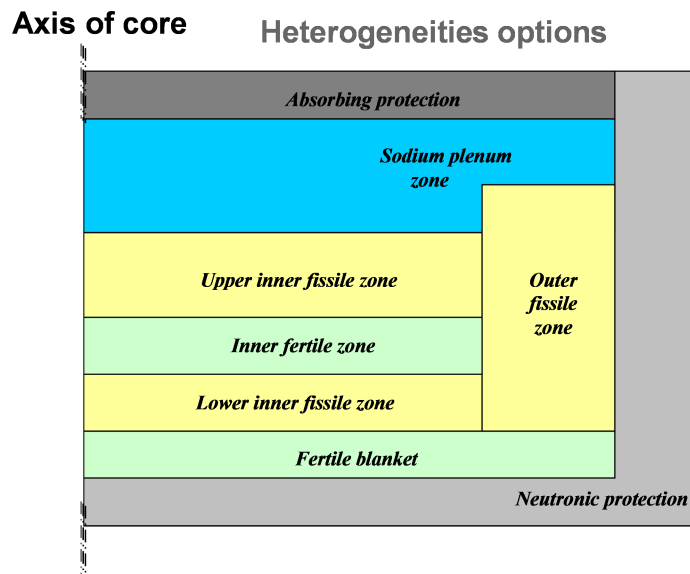 Axis of core
Heterogeneities options
Absorbing protection
Sodium plenum
zone
Upper inner fissile zone
Outer
fissile
zone
Inner fertile zone
Lower inner fissile zone
Fertile blanket
Neutronic protection